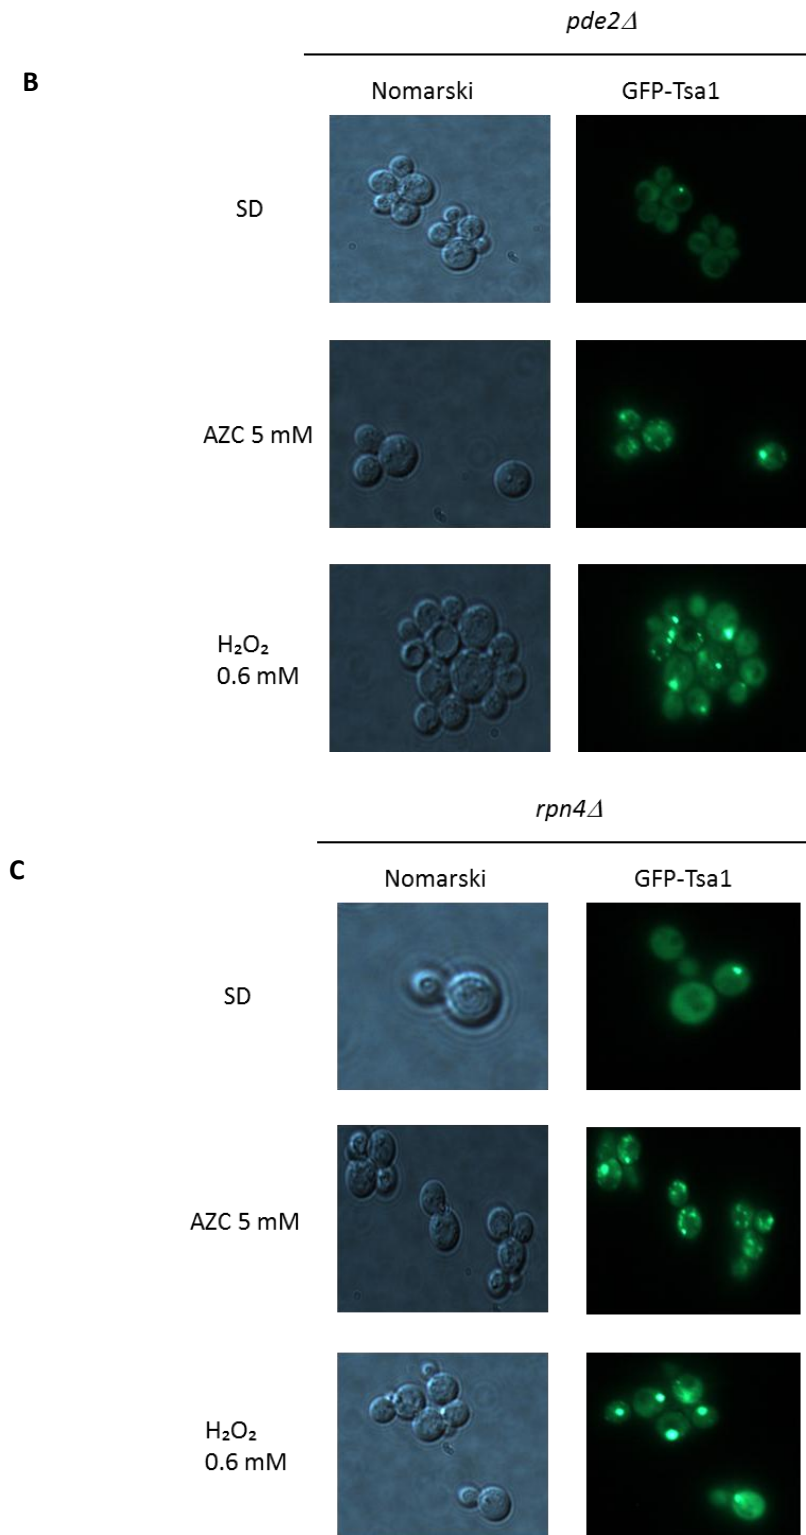 pde2Δ
B
Nomarski GFP-Tsa1
SD
AZC 5 mM
H₂O₂
0.6 mM
rpn4Δ
C
Nomarski GFP-Tsa1
SD
AZC 5 mM
H₂O₂
0.6 mM